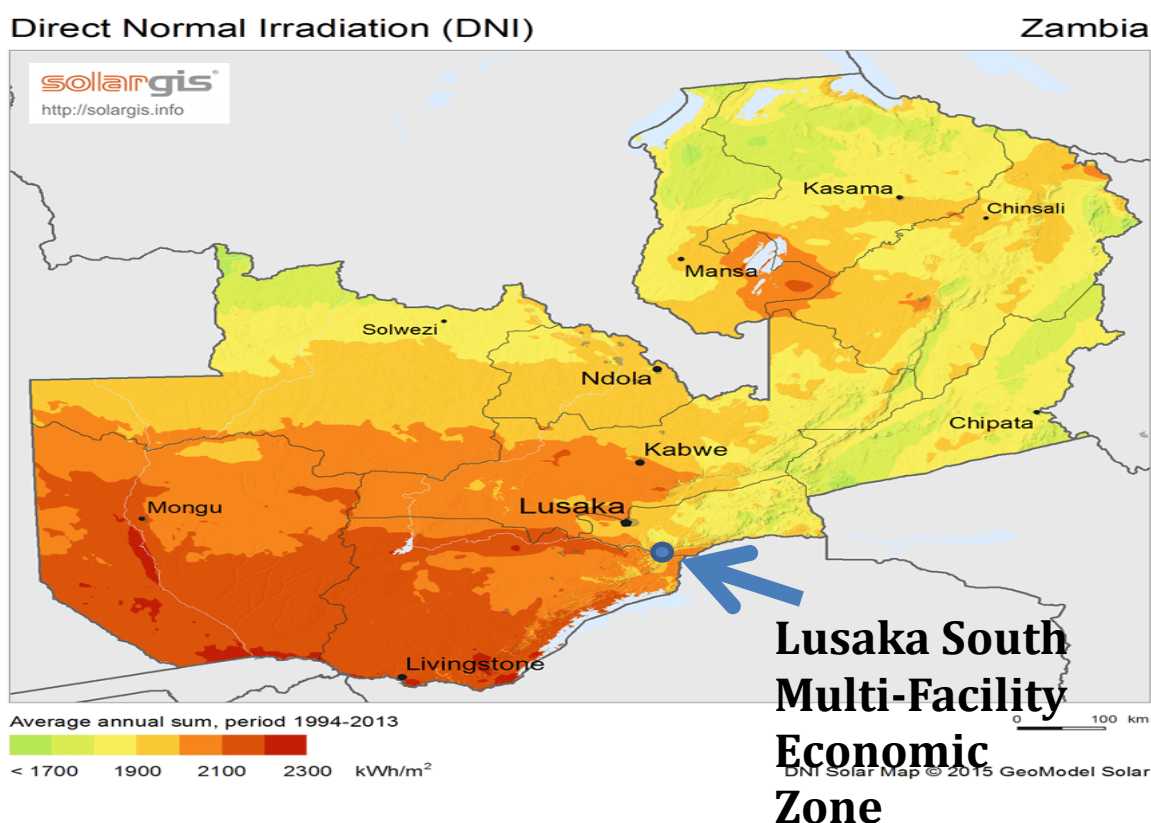 Direct Normal Irradiation (DNI) Zambia
solargis
http://solargis.info
Kasama
Chinsali
Mansa
Solwezi
Ndola
Chipata
Kabwe
Lusaka
Mongu
Livingstone
Lusaka South
Multi-Facility
Economic
Zone
Average annual sum, period 1994-2013
0 100 km
< 1700 1900 2100 2300 kWh/m²
DNI Solar Map © 2015 GeoModel Solar